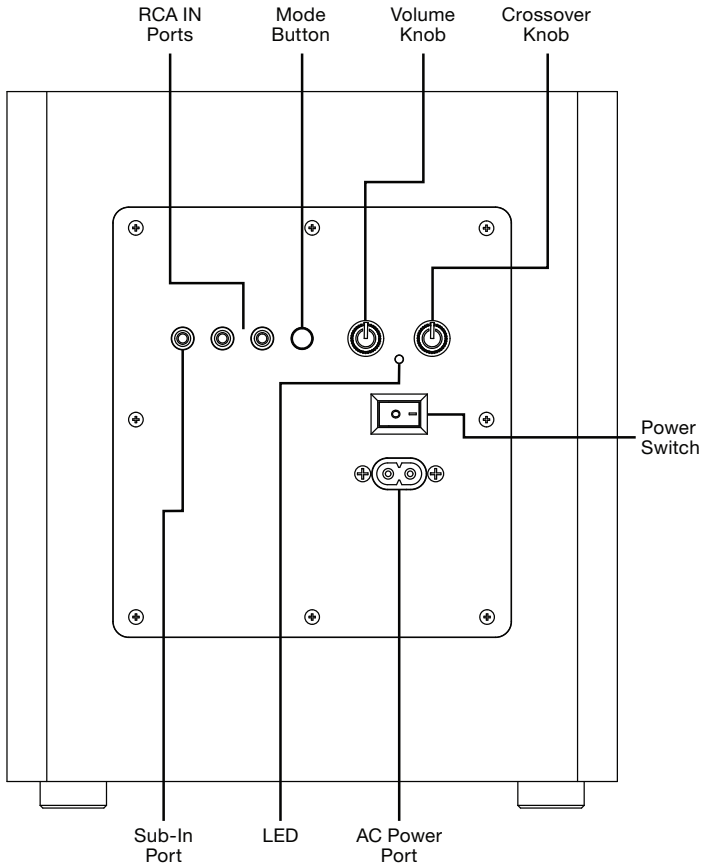 RCA IN
Ports
Mode
Button
Volume
Knob
Crossover
Knob
Power
Switch
Sub-In
Port
LED
AC Power
Port